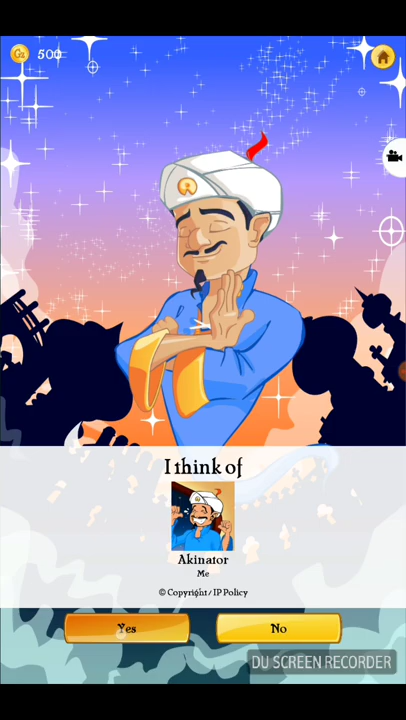 500
I think of
Akinator
Me
© Copyright / IP Policy
Yes
No
DU SCREEN RECORDER